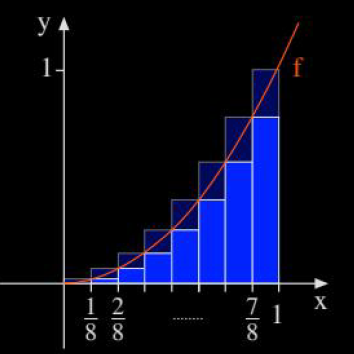 y
1
f
x
1/8 2/8 ........ 7/8 1